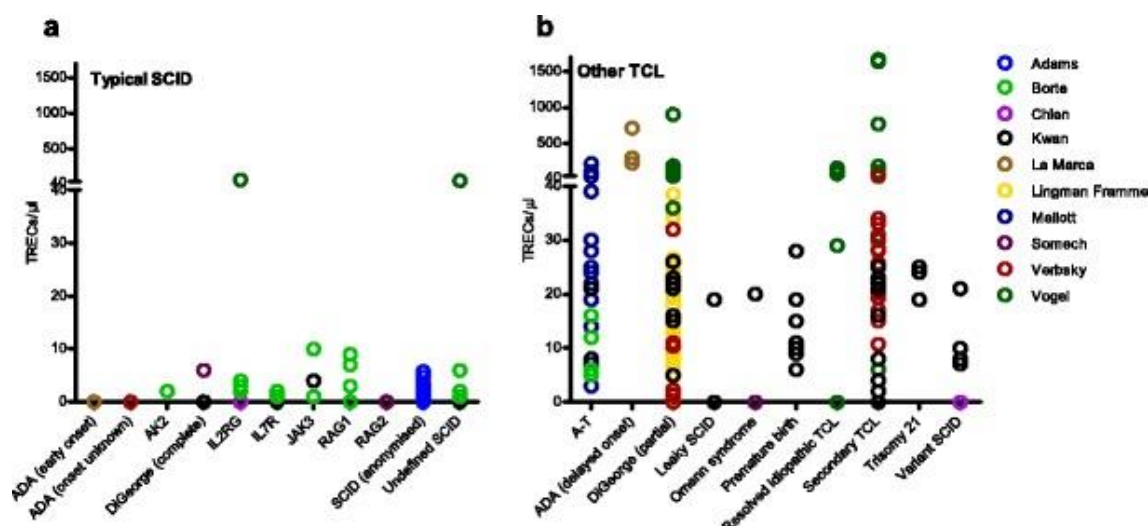 a
Typical SCID
TRECs/μl
1500
1000
500
40
40
30
20
10
0
ADA (early onset)
ADA (onset unknown)
AK2
DiGeorge (complete)
IL2RG
IL7R
JAK3
RAG1
RAG2
SCID (anonymised)
Undefined SCID
b
Other TCL
TRECs/μl
1500
1000
500
40
40
30
20
10
0
A-T
ADA (delayed onset)
DiGeorge (partial)
Leaky SCID
Omenn syndrome
Premature birth
Resolved Idiopathic TCL
Secondary TCL
Trisomy 21
Variant SCID
Adams
Borte
Chien
Kwan
La Marca
Lingman Framme
Mallott
Somech
Verbsky
Vogel